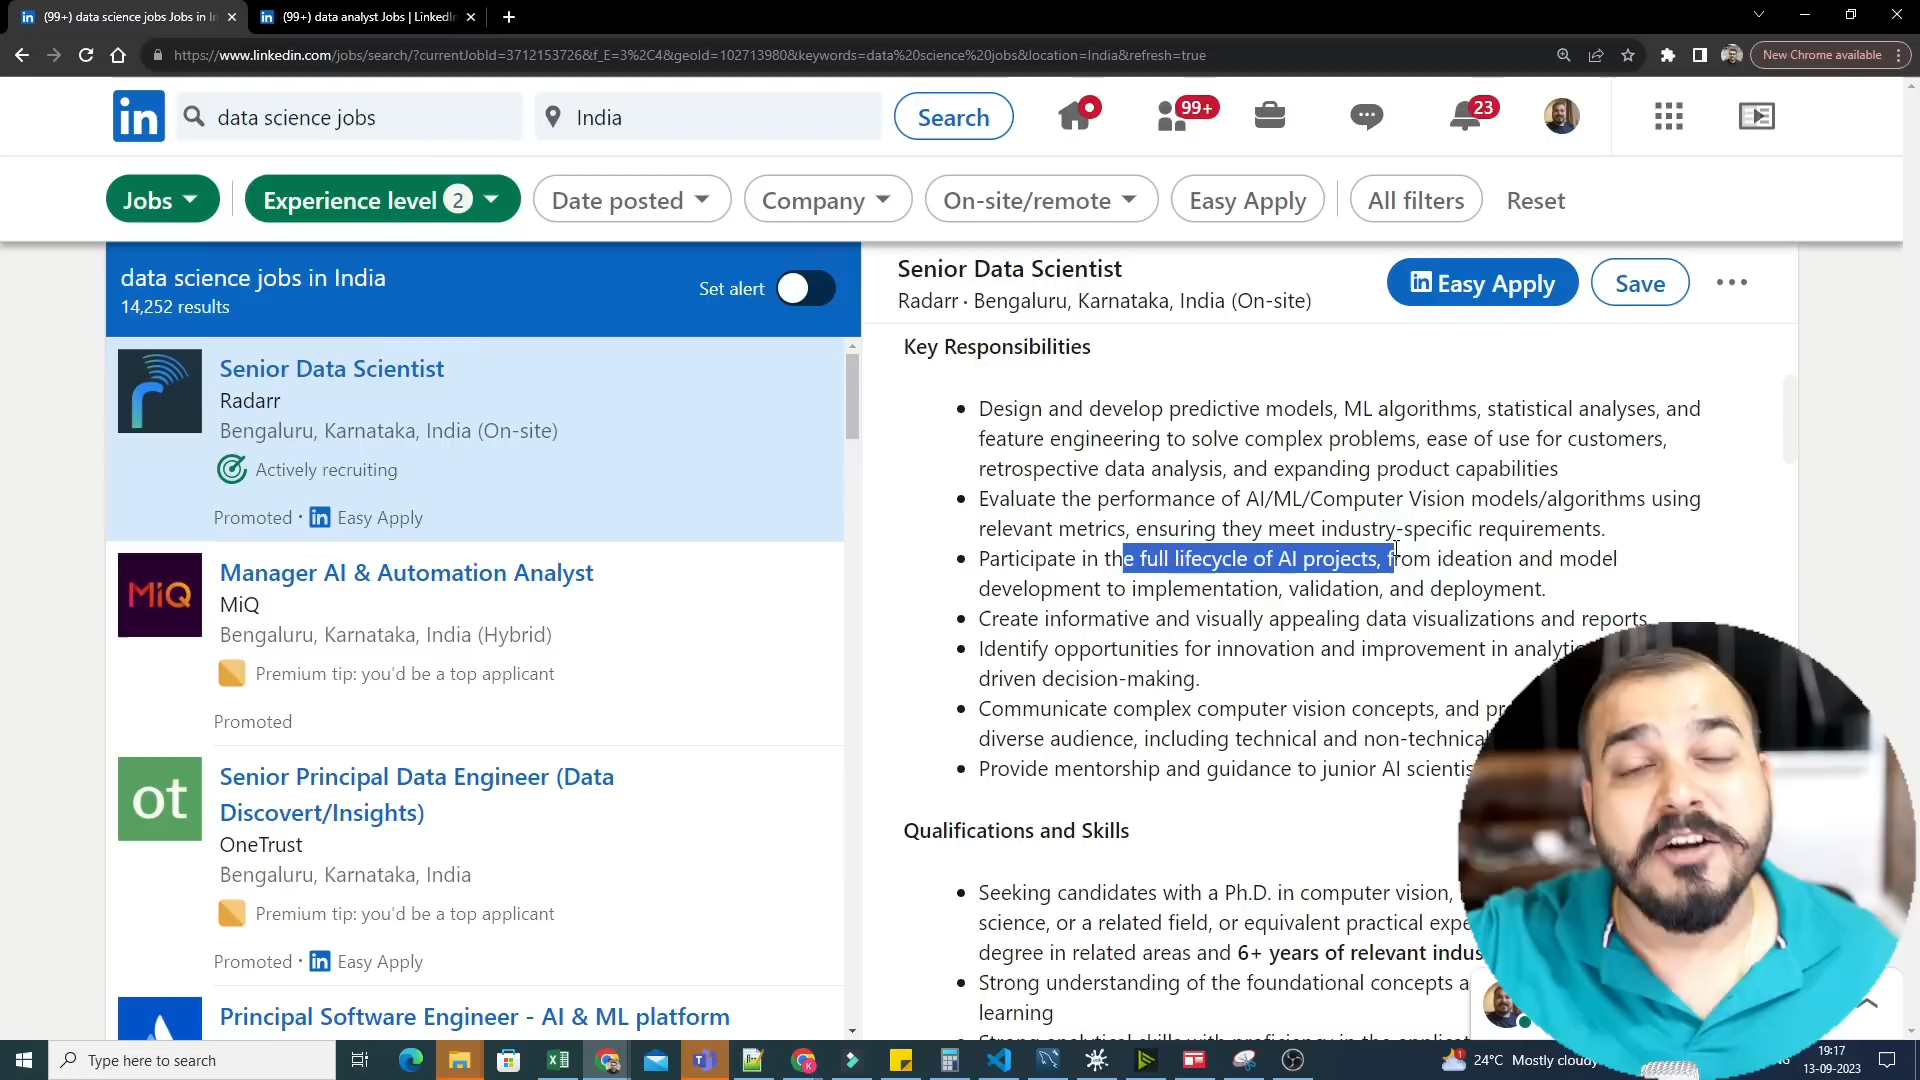 (99+) data science jobs Jobs in In
(99+) data analyst Jobs | LinkedIn
https://www.linkedin.com/jobs/search/?currentJobId=3712153726&f_E=3%2C4&geoId=102713980&keywords=data%20science%20jobs&location=India&refresh=true
New Chrome available
in
data science jobs
India
Search
99+
23
Jobs
Experience level 2
Date posted
Company
On-site/remote
Easy Apply
All filters
Reset
data science jobs in India
14,252 results
Set alert
Senior Data Scientist
Radarr
Bengaluru, Karnataka, India (On-site)
Actively recruiting
Promoted · in Easy Apply
MiQ
Manager AI & Automation Analyst
MiQ
Bengaluru, Karnataka, India (Hybrid)
Premium tip: you'd be a top applicant
Promoted
ot
Senior Principal Data Engineer (Data
Discovert/Insights)
OneTrust
Bengaluru, Karnataka, India
Premium tip: you'd be a top applicant
Promoted · in Easy Apply
Principal Software Engineer - AI & ML platform
Senior Data Scientist
Radarr · Bengaluru, Karnataka, India (On-site)
in Easy Apply
Save
Key Responsibilities
• Design and develop predictive models, ML algorithms, statistical analyses, and
feature engineering to solve complex problems, ease of use for customers,
retrospective data analysis, and expanding product capabilities
• Evaluate the performance of AI/ML/Computer Vision models/algorithms using
relevant metrics, ensuring they meet industry-specific requirements.
• Participate in the full lifecycle of AI projects, from ideation and model
development to implementation, validation, and deployment.
• Create informative and visually appealing data visualizations and reports
• Identify opportunities for innovation and improvement in
driven decision-making.
• Communicate complex computer vision concepts, and
diverse audience, including technical and non-technical
• Provide mentorship and guidance to junior AI
Qualifications and Skills
• Seeking candidates with a Ph.D. in computer vision,
science, or a related field, or equivalent practical
degree in related areas and 6+ years of relevant
• Strong understanding of the foundational concepts
learning
Type here to search
24°C Mostly cloudy
19:17
13-09-2023